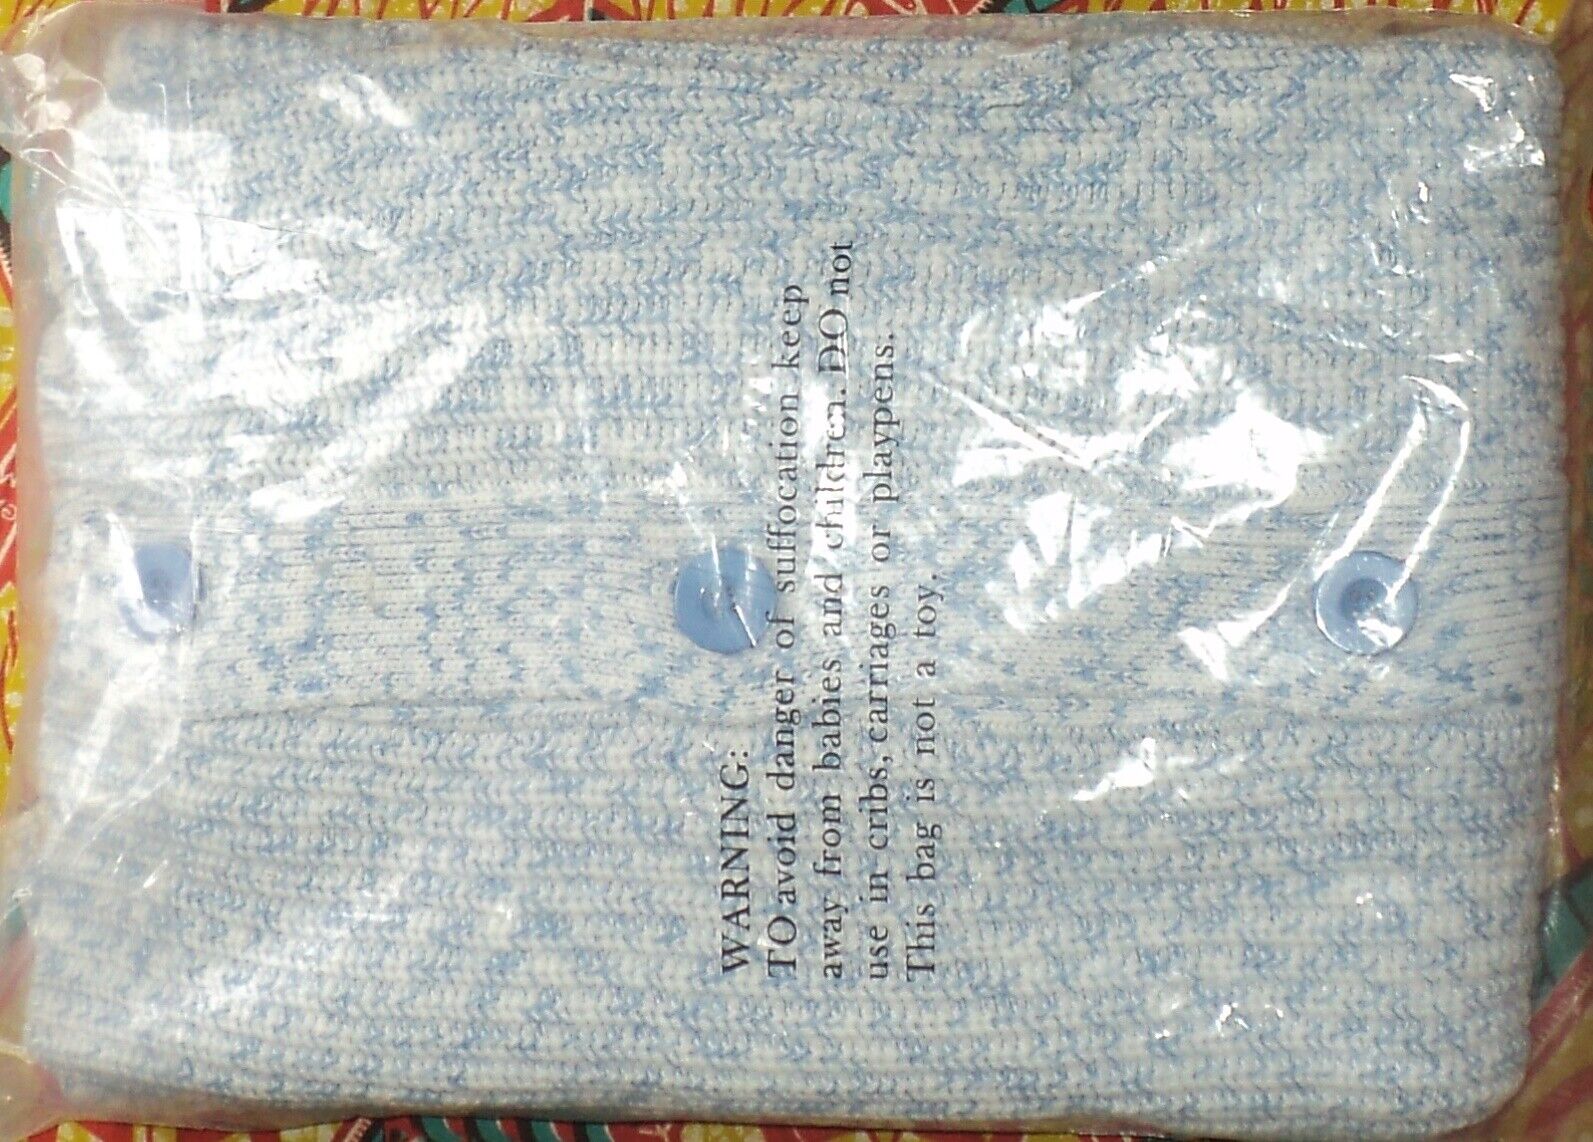 WARNING:
TO avoid danger of suffocation keep
away from babies and children. DO not
use in cribs, carriages or playpens.
This bag is not a toy.